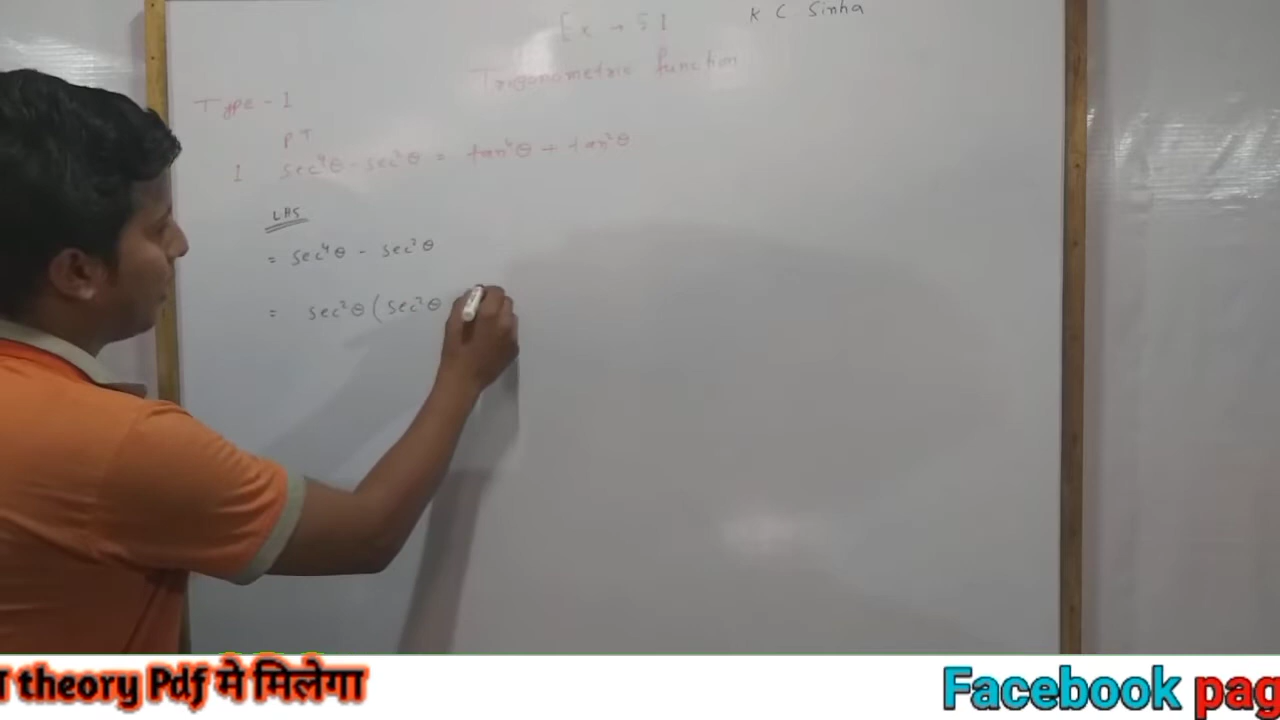 Ex → 5.1
K C Sinha
Trigonometric function
Type - 1
PT
1 sec⁴θ - sec²θ = tan⁴θ + tan²θ
LHS
= sec⁴θ - sec²θ
= sec²θ (sec²θ
theory Pdf मे मिलेगा
Facebook pag